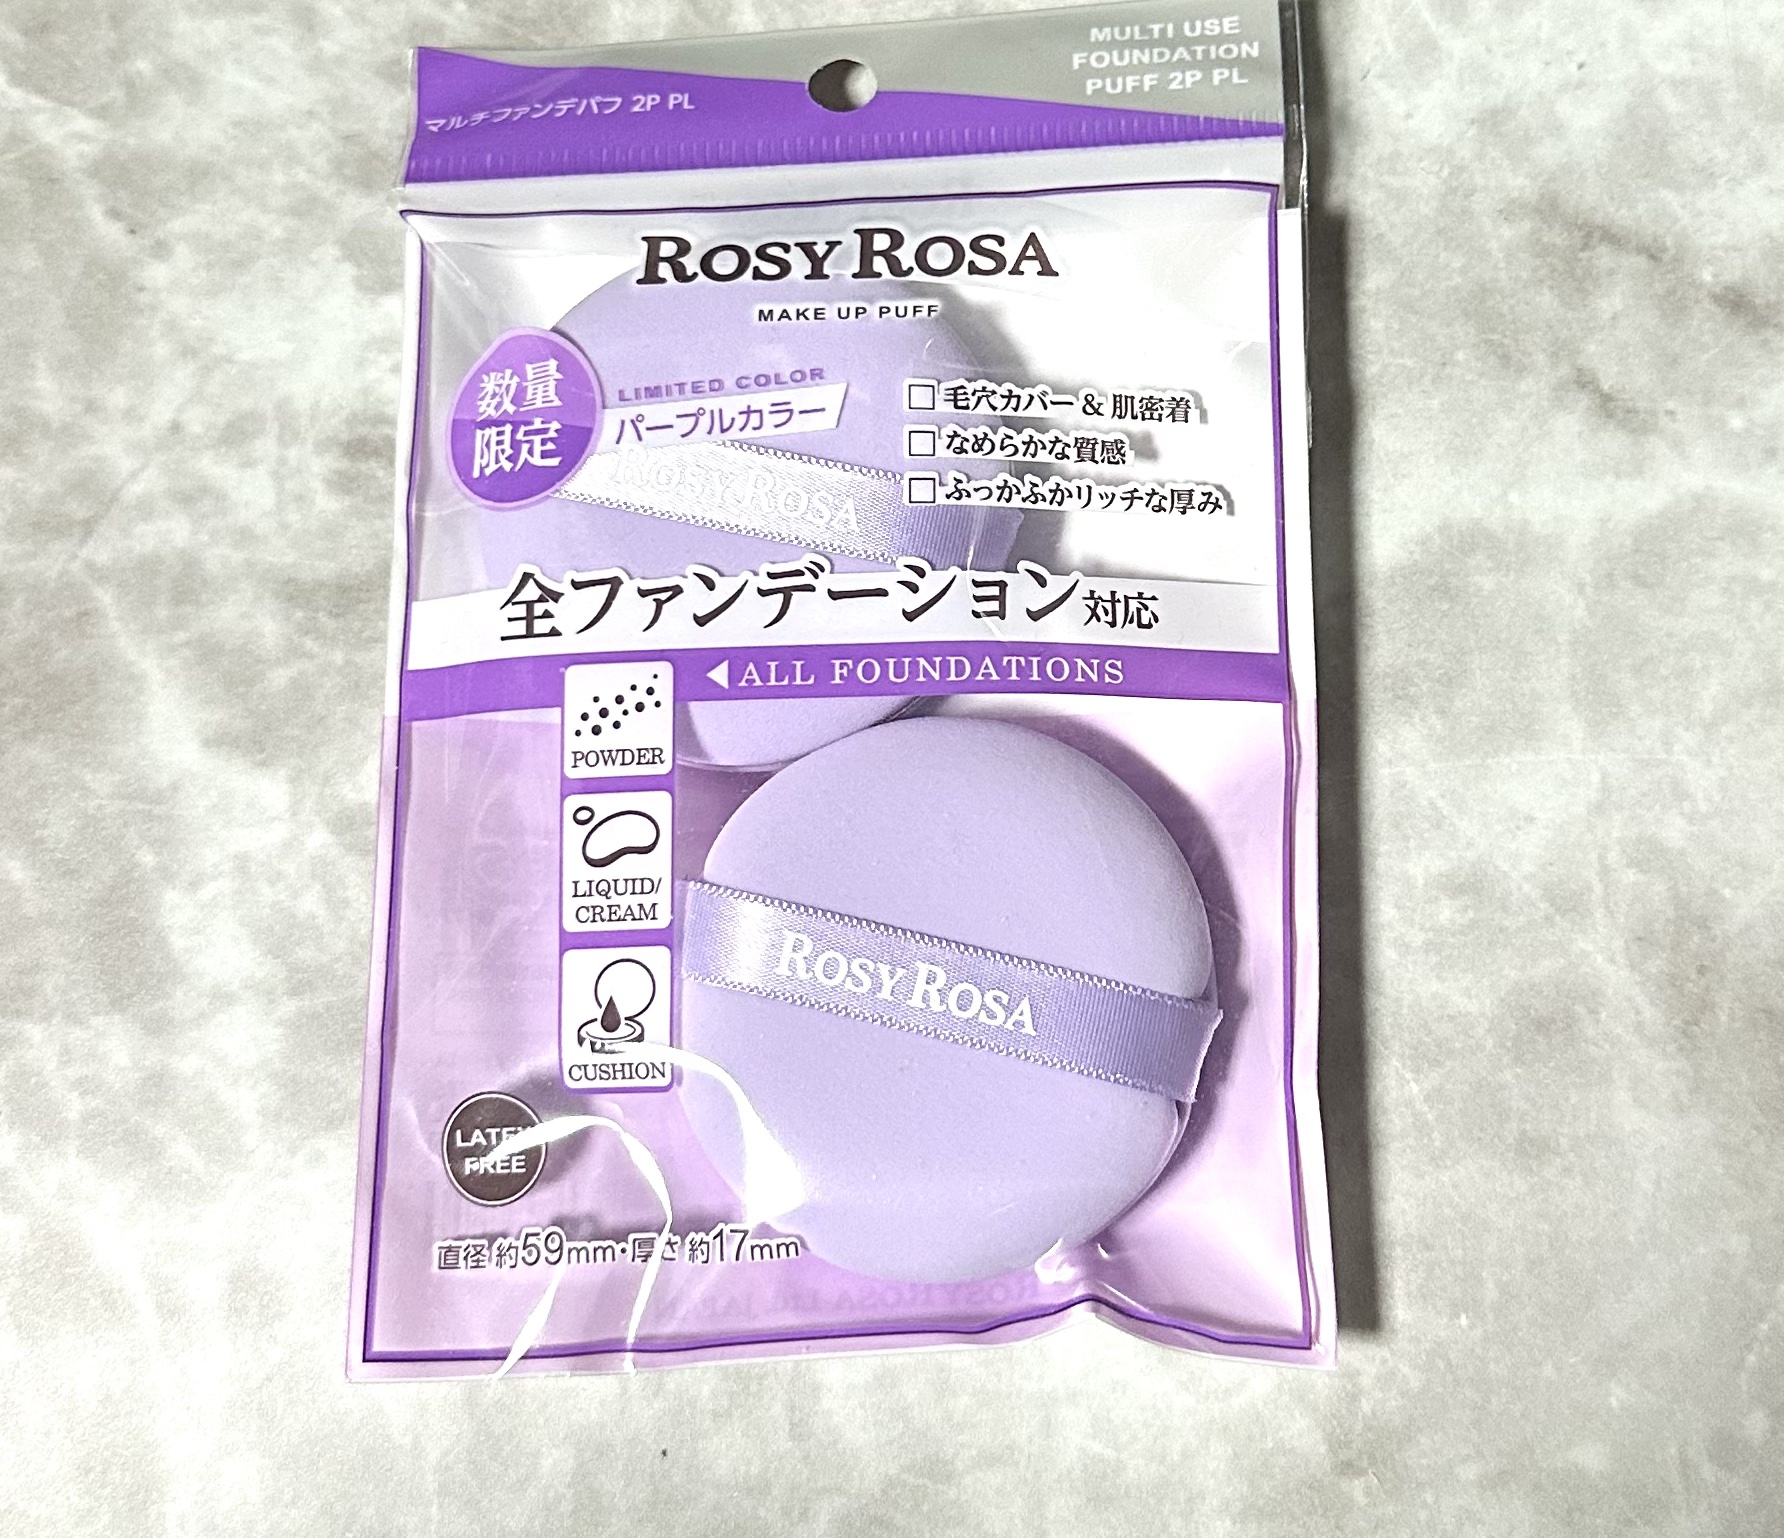 MULTI USE
FOUNDATION
PUFF 2P PL
マルチファンデパフ 2P PL
ROSY ROSA
MAKE UP PUFF
数量
限定
LIMITED COLOR
パープルカラー
□ 毛穴カバー & 肌密着
□ なめらかな質感
□ ふっかふかリッチな厚み
ROSY ROSA
全ファンデーション対応
◀ALL FOUNDATIONS
POWDER
LIQUID/
CREAM
CUSHION
ROSY ROSA
LATEX
FREE
直径 約59mm・厚さ 約17mm